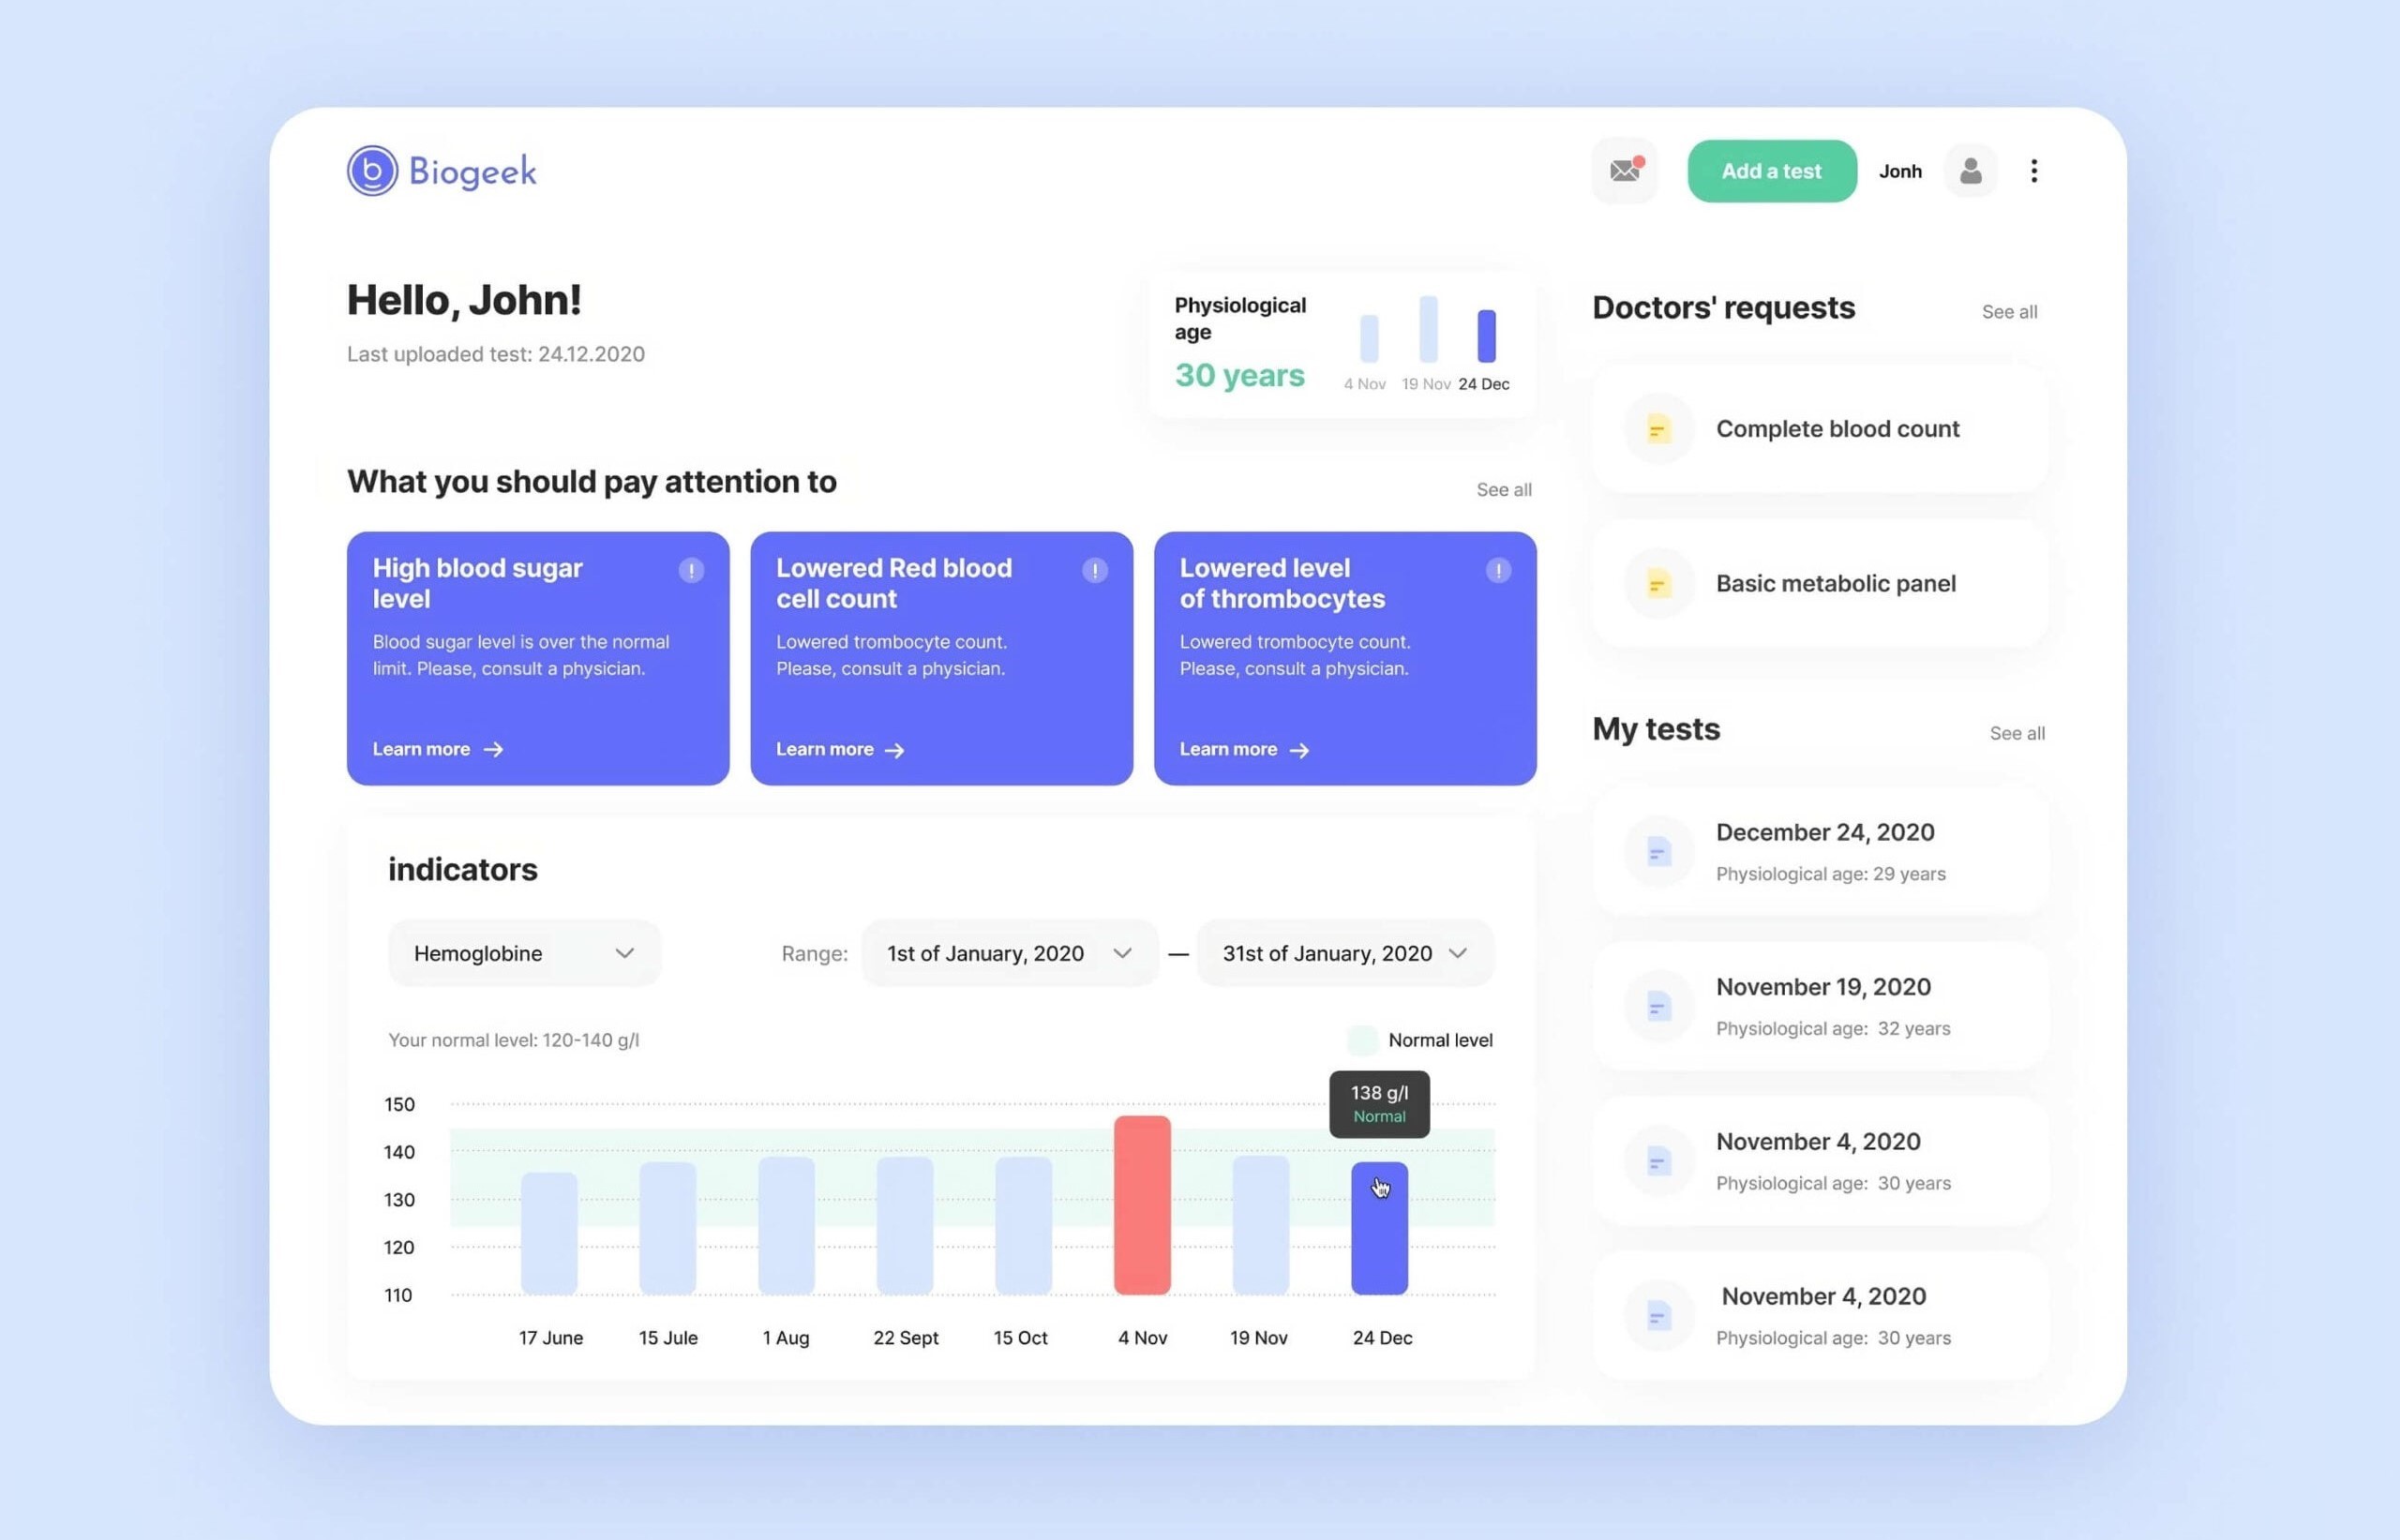 Biogeek
Add a test
Jonh
Hello, John!
Last uploaded test: 24.12.2020
Physiological
age
30 years
4 Nov 19 Nov 24 Dec
What you should pay attention to
See all
High blood sugar
level
!
Blood sugar level is over the normal
limit. Please, consult a physician.
Learn more
Lowered Red blood
cell count
!
Lowered trombocyte count.
Please, consult a physician.
Learn more
Lowered level
of thrombocytes
!
Lowered trombocyte count.
Please, consult a physician.
Learn more
indicators
Hemoglobine
Range: 1st of January, 2020 — 31st of January, 2020
Your normal level: 120-140 g/l
Normal level
138 g/l
Normal
150
140
130
120
110
17 June 15 Jule 1 Aug 22 Sept 15 Oct 4 Nov 19 Nov 24 Dec
Doctors' requests
See all
Complete blood count
Basic metabolic panel
My tests
See all
December 24, 2020
Physiological age: 29 years
November 19, 2020
Physiological age: 32 years
November 4, 2020
Physiological age: 30 years
November 4, 2020
Physiological age: 30 years